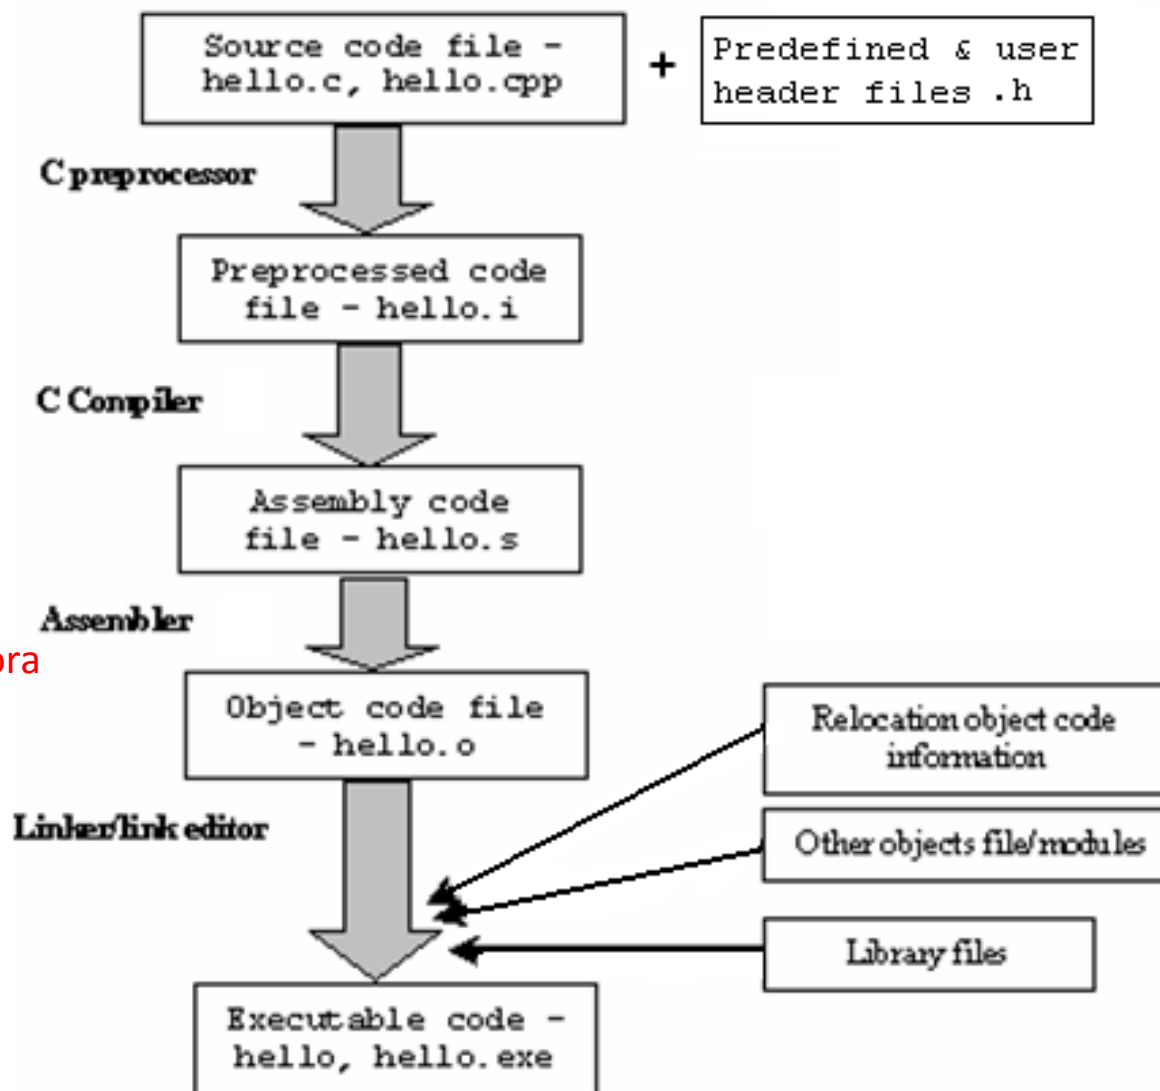 Source code file -
hello.c, hello.cpp
+
Predefined & user
header files .h
C preprocessor
Preprocessed code
file - hello.i
C Compiler
Assembly code
file - hello.s
Assembler
ora
Object code file
- hello.o
Relocation object code
information
Linker/link editor
Other objects file/modules
Library files
Executable code -
hello, hello.exe